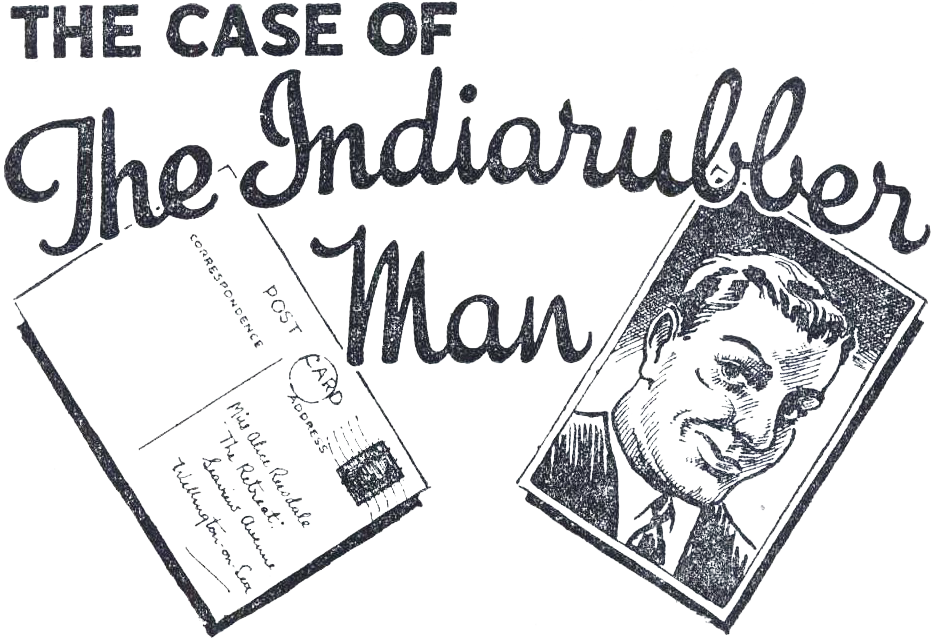 THE CASE OF
The Indiarubber
Man
CORRESPONDENCE
POST
CARD
ADDRESS
Miss Alice Reesdale
"The Retreat"
Seaview Avenue
Wellington-on-Sea